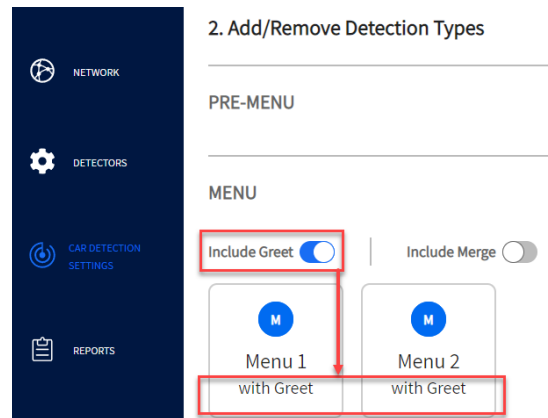 2. Add/Remove Detection Types
NETWORK
PRE-MENU
DETECTORS
MENU
CAR DETECTION
SETTINGS
Include Greet
Include Merge
M
M
Menu 1
Menu 2
with Greet
with Greet
REPORTS